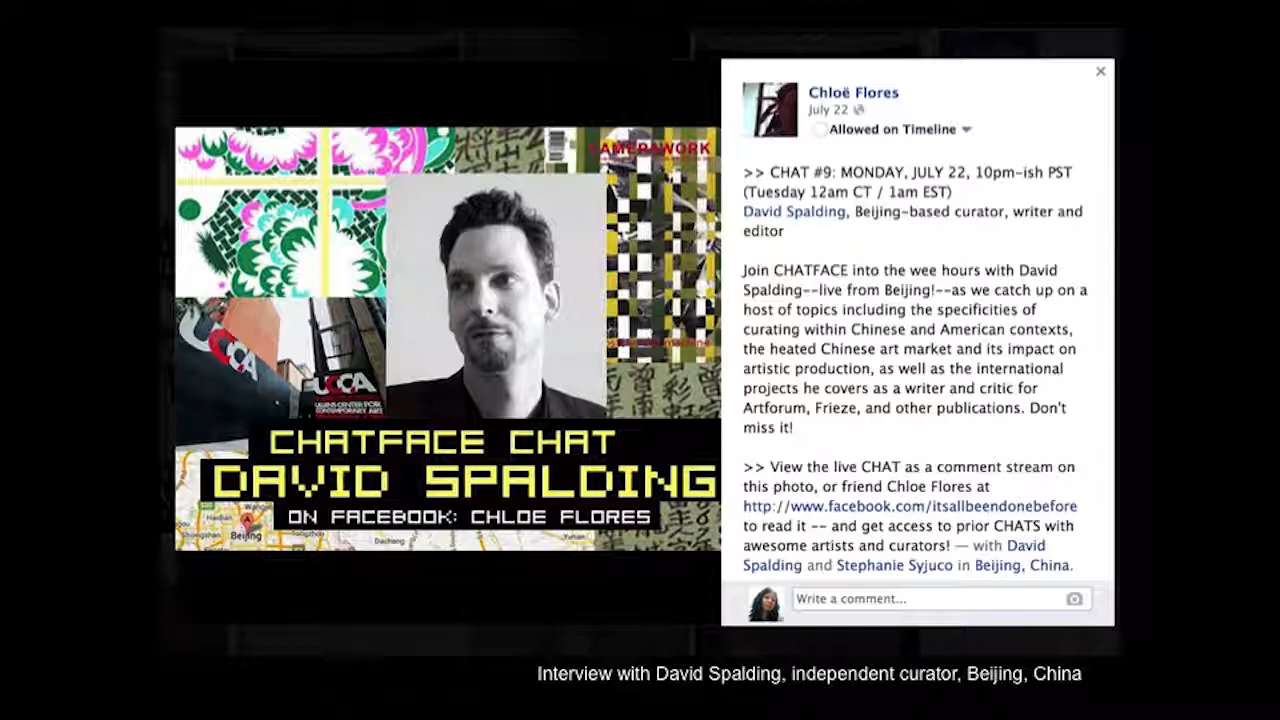 Chloë Flores
July 22
Allowed on Timeline
>> CHAT #9: MONDAY, JULY 22, 10pm-ish PST
(Tuesday 12am CT / 1am EST)
David Spalding, Beijing-based curator, writer and
editor
Join CHATFACE into the wee hours with David
Spalding--live from Beijing!--as we catch up on a
host of topics including the specificities of
curating within Chinese and American contexts,
the heated Chinese art market and its impact on
artistic production, as well as the international
projects he covers as a writer and critic for
Artforum, Frieze, and other publications. Don't
miss it!
>> View the live CHAT as a comment stream on
this photo, or friend Chloe Flores at
http://www.facebook.com/itsallbeendonebefore
to read it -- and get access to prior CHATS with
awesome artists and curators! — with David
Spalding and Stephanie Syjuco in Beijing, China.
Write a comment...
CAMERAWORK
UCCA
UCCA
ULLENS CENTER FOR
CONTEMPORARY ART
CHATFACE CHAT
DAVID SPALDING
ON FACEBOOK: CHLOE FLORES
Beijing
Dachang
Interview with David Spalding, independent curator, Beijing, China